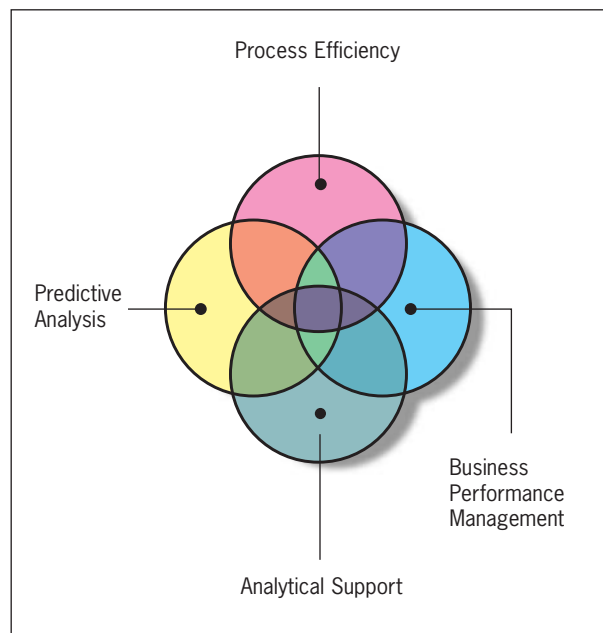 Process Efficiency
Predictive
Analysis
Business
Performance
Management
Analytical Support